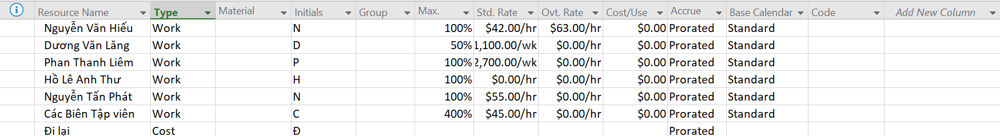 Resource Name Type Material Initials Group Max. Std. Rate Ovt. Rate Cost/Use Accrue Base Calendar Code Add New Column
Nguyễn Văn Hiếu Work N 100% $42.00/hr $63.00/hr $0.00 Prorated Standard
Dương Văn Lăng Work D 50% 1,100.00/wk $0.00/hr $0.00 Prorated Standard
Phan Thanh Liêm Work P 100% 2,700.00/wk $0.00/hr $0.00 Prorated Standard
Hồ Lê Anh Thư Work H 100% $0.00/hr $0.00/hr $0.00 Prorated Standard
Nguyễn Tấn Phát Work N 100% $55.00/hr $0.00/hr $0.00 Prorated Standard
Các Biên Tập viên Work C 400% $45.00/hr $0.00/hr $0.00 Prorated Standard
Đi lại Cost Đ Prorated